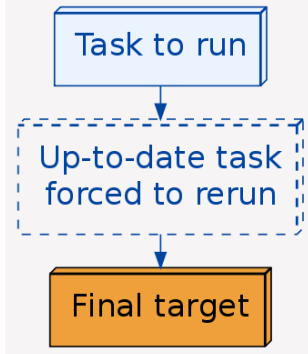 Task to run
Up-to-date task
forced to rerun
Final target